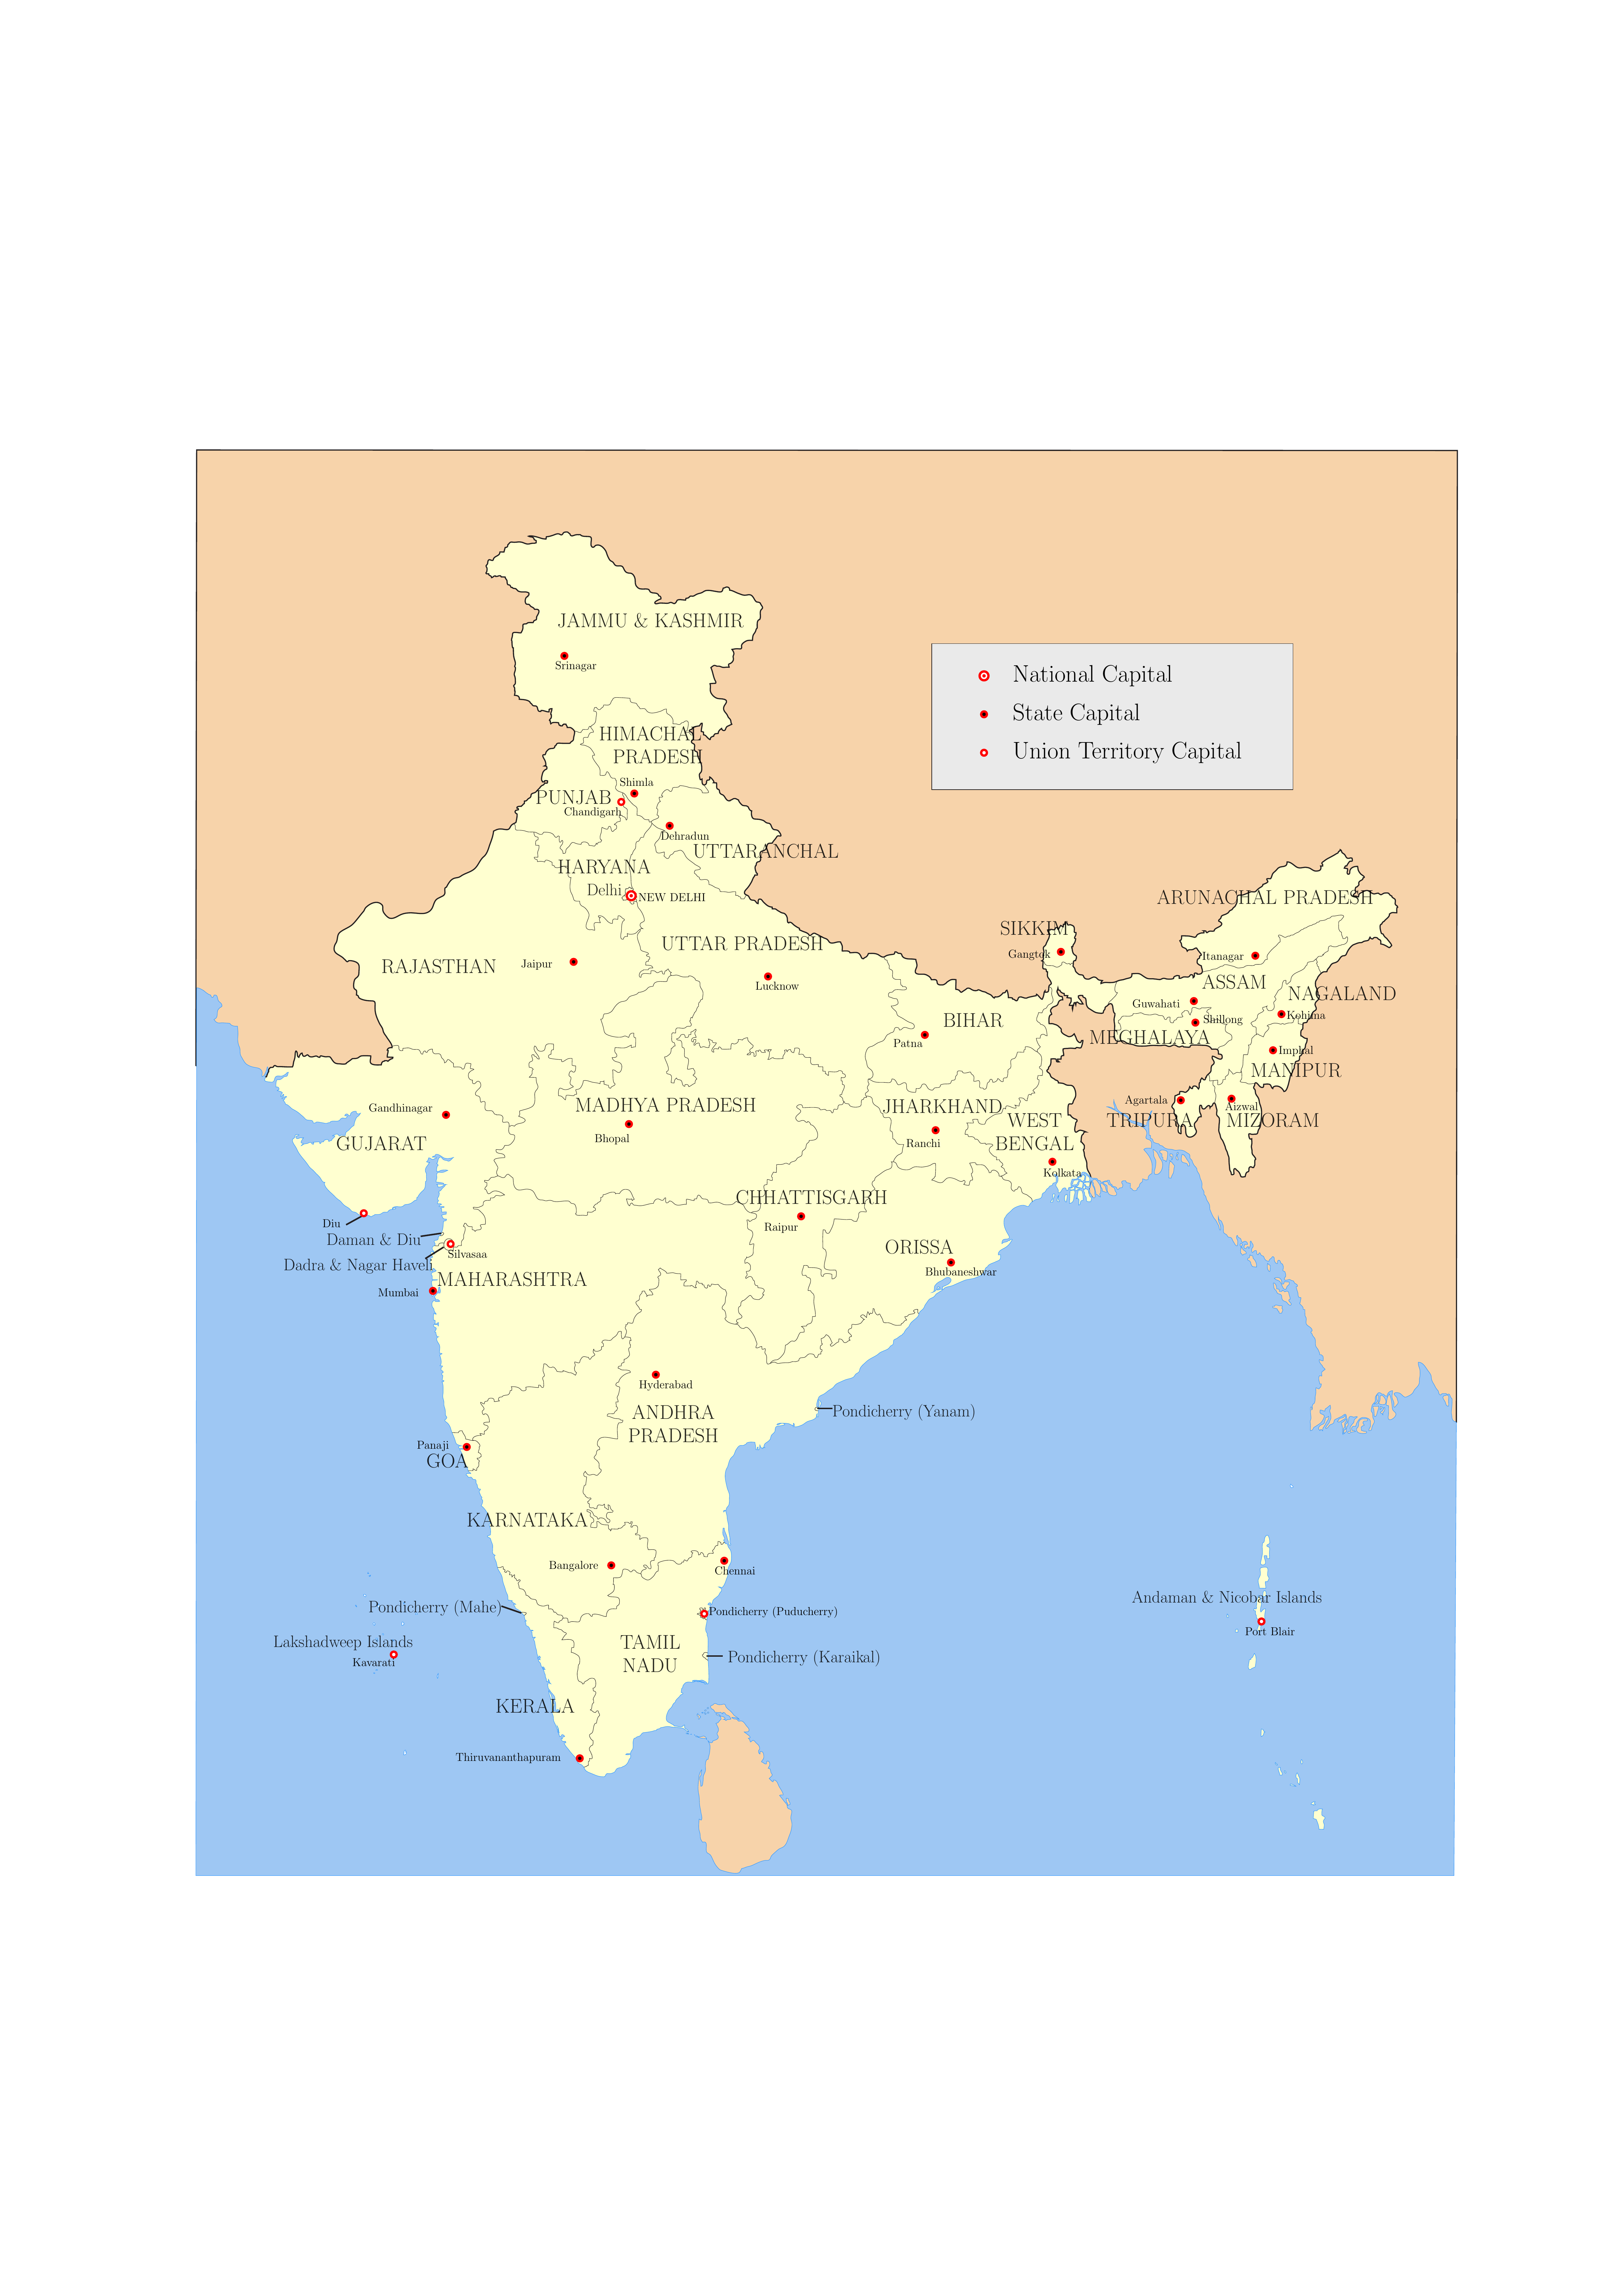 JAMMU & KASHMIR
Srinagar
National Capital
State Capital
Union Territory Capital
HIMACHAL
PRADESH
Shimla
PUNJAB
Chandigarh
Dehradun
UTTARANCHAL
HARYANA
Delhi
NEW DELHI
ARUNACHAL PRADESH
SIKKIM
UTTAR PRADESH
Gangtok
Itanagar
RAJASTHAN
Jaipur
Lucknow
ASSAM
NAGALAND
Guwahati
Kohima
BIHAR
Shillong
Patna
MEGHALAYA
Imphal
MANIPUR
Gandhinagar
MADHYA PRADESH
JHARKHAND
Agartala
Aizwal
WEST
BENGAL
TRIPURA
MIZORAM
GUJARAT
Bhopal
Ranchi
Kolkata
CHHATTISGARH
Diu
Raipur
Daman & Diu
ORISSA
Silvasaa
Dadra & Nagar Haveli
Bhubaneshwar
MAHARASHTRA
Mumbai
Hyderabad
ANDHRA
PRADESH
Pondicherry (Yanam)
Panaji
GOA
KARNATAKA
Bangalore
Chennai
Andaman & Nicobar Islands
Pondicherry (Mahe)
Pondicherry (Puducherry)
Port Blair
Lakshadweep Islands
Kavarati
TAMIL
NADU
Pondicherry (Karaikal)
KERALA
Thiruvananthapuram